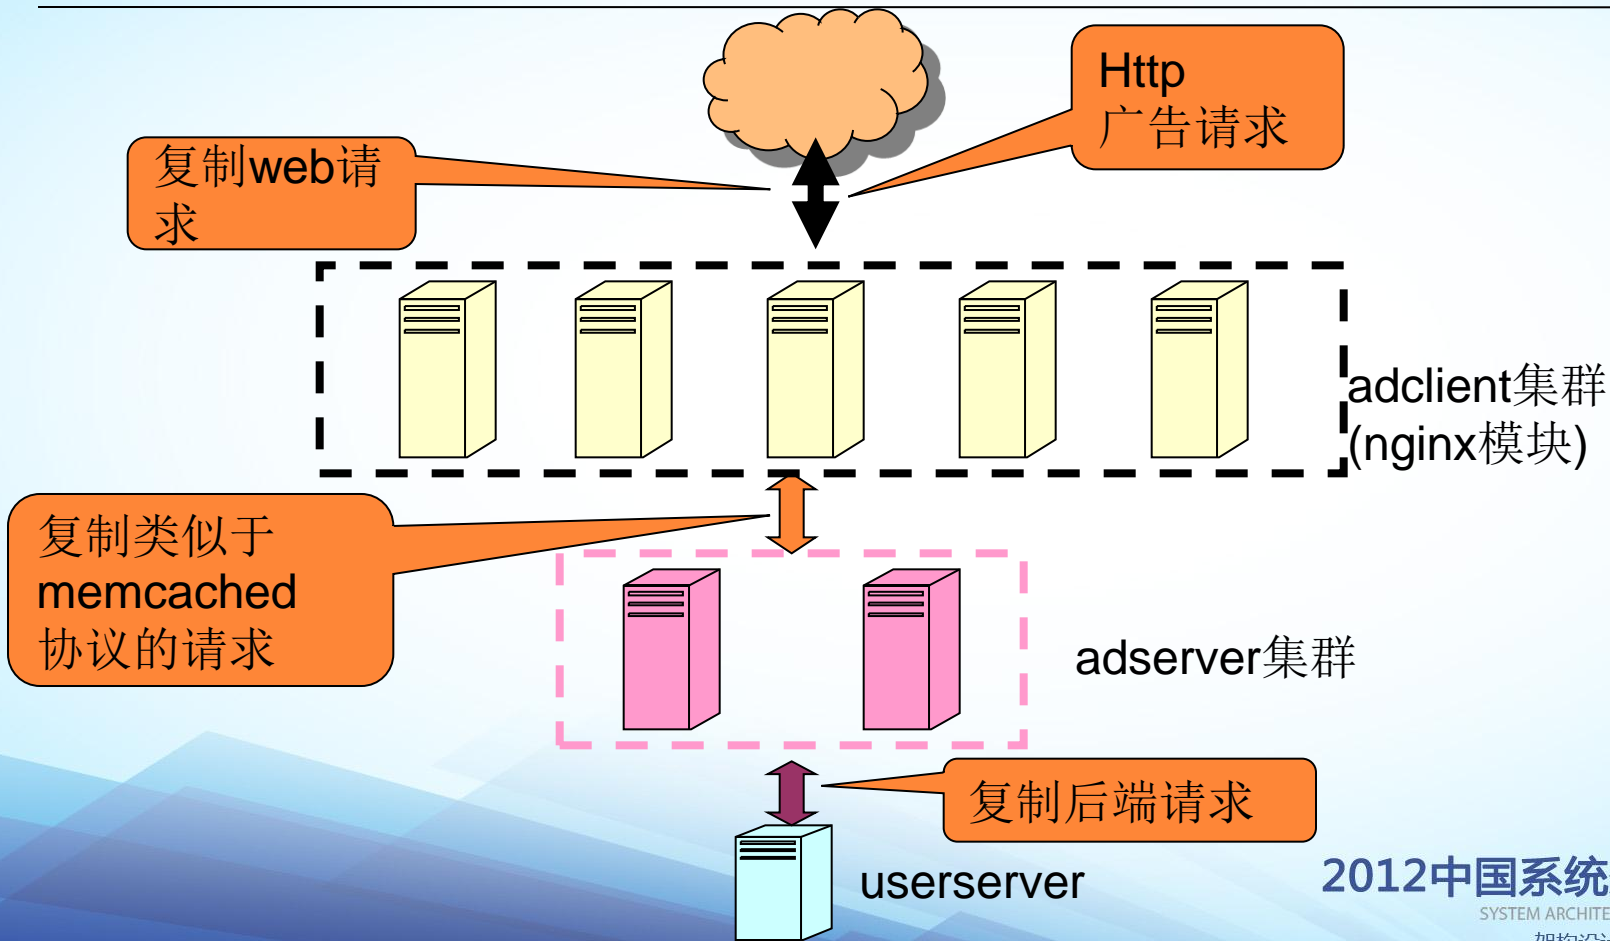 Http
广告请求
复制web请
求
adclient集群
(nginx模块)
复制类似于
memcached
协议的请求
adserver集群
复制后端请求
userserver
2012中国系统
SYSTEM ARCHITE